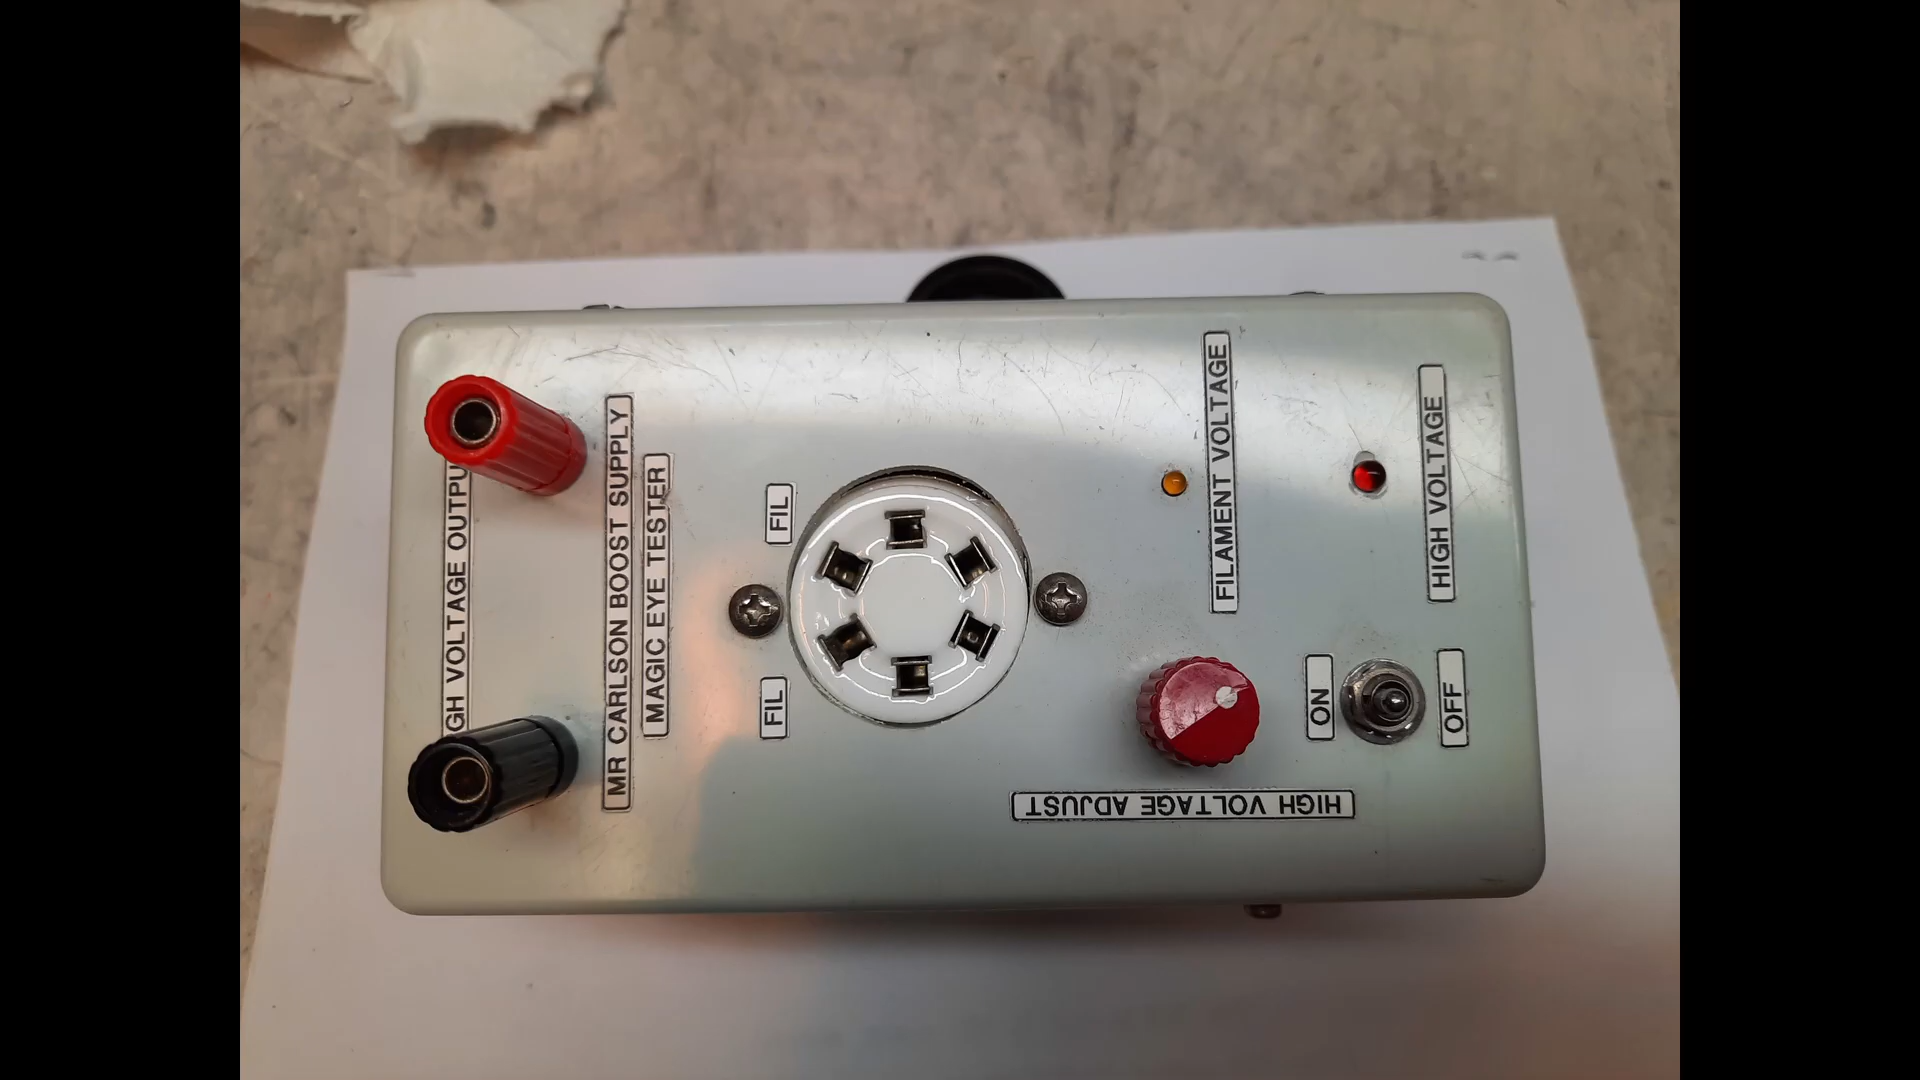 GH VOLTAGE OUTPU
MR CARLSON BOOST SUPPLY
MAGIC EYE TESTER
FIL
FIL
FILAMENT VOLTAGE
HIGH VOLTAGE
ON
OFF
HIGH VOLTAGE ADJUST